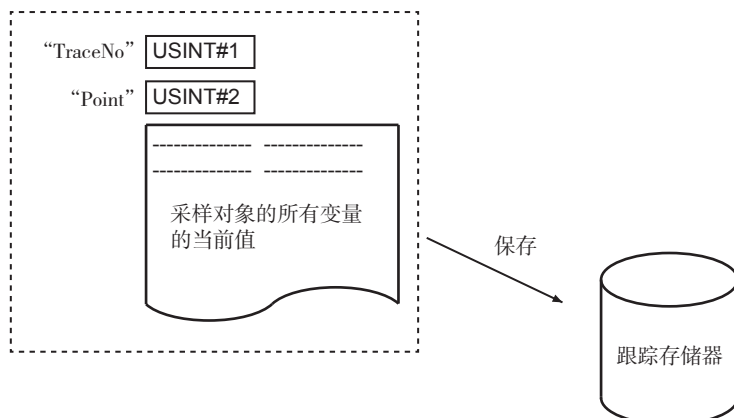 “TraceNo” USINT#1
“Point” USINT#2
采样对象的所有变量
的当前值
保存
跟踪存储器